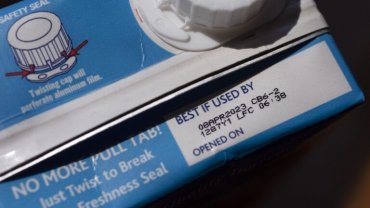 SAFETY SEAL
Twisting cap will
perforate aluminum film.
BEST IF USED BY
08APR2023 CB6-2
1287Y1 LFC 06:38
OPENED ON
NO MORE PULL TAB!
Just Twist to Break
Freshness Seal